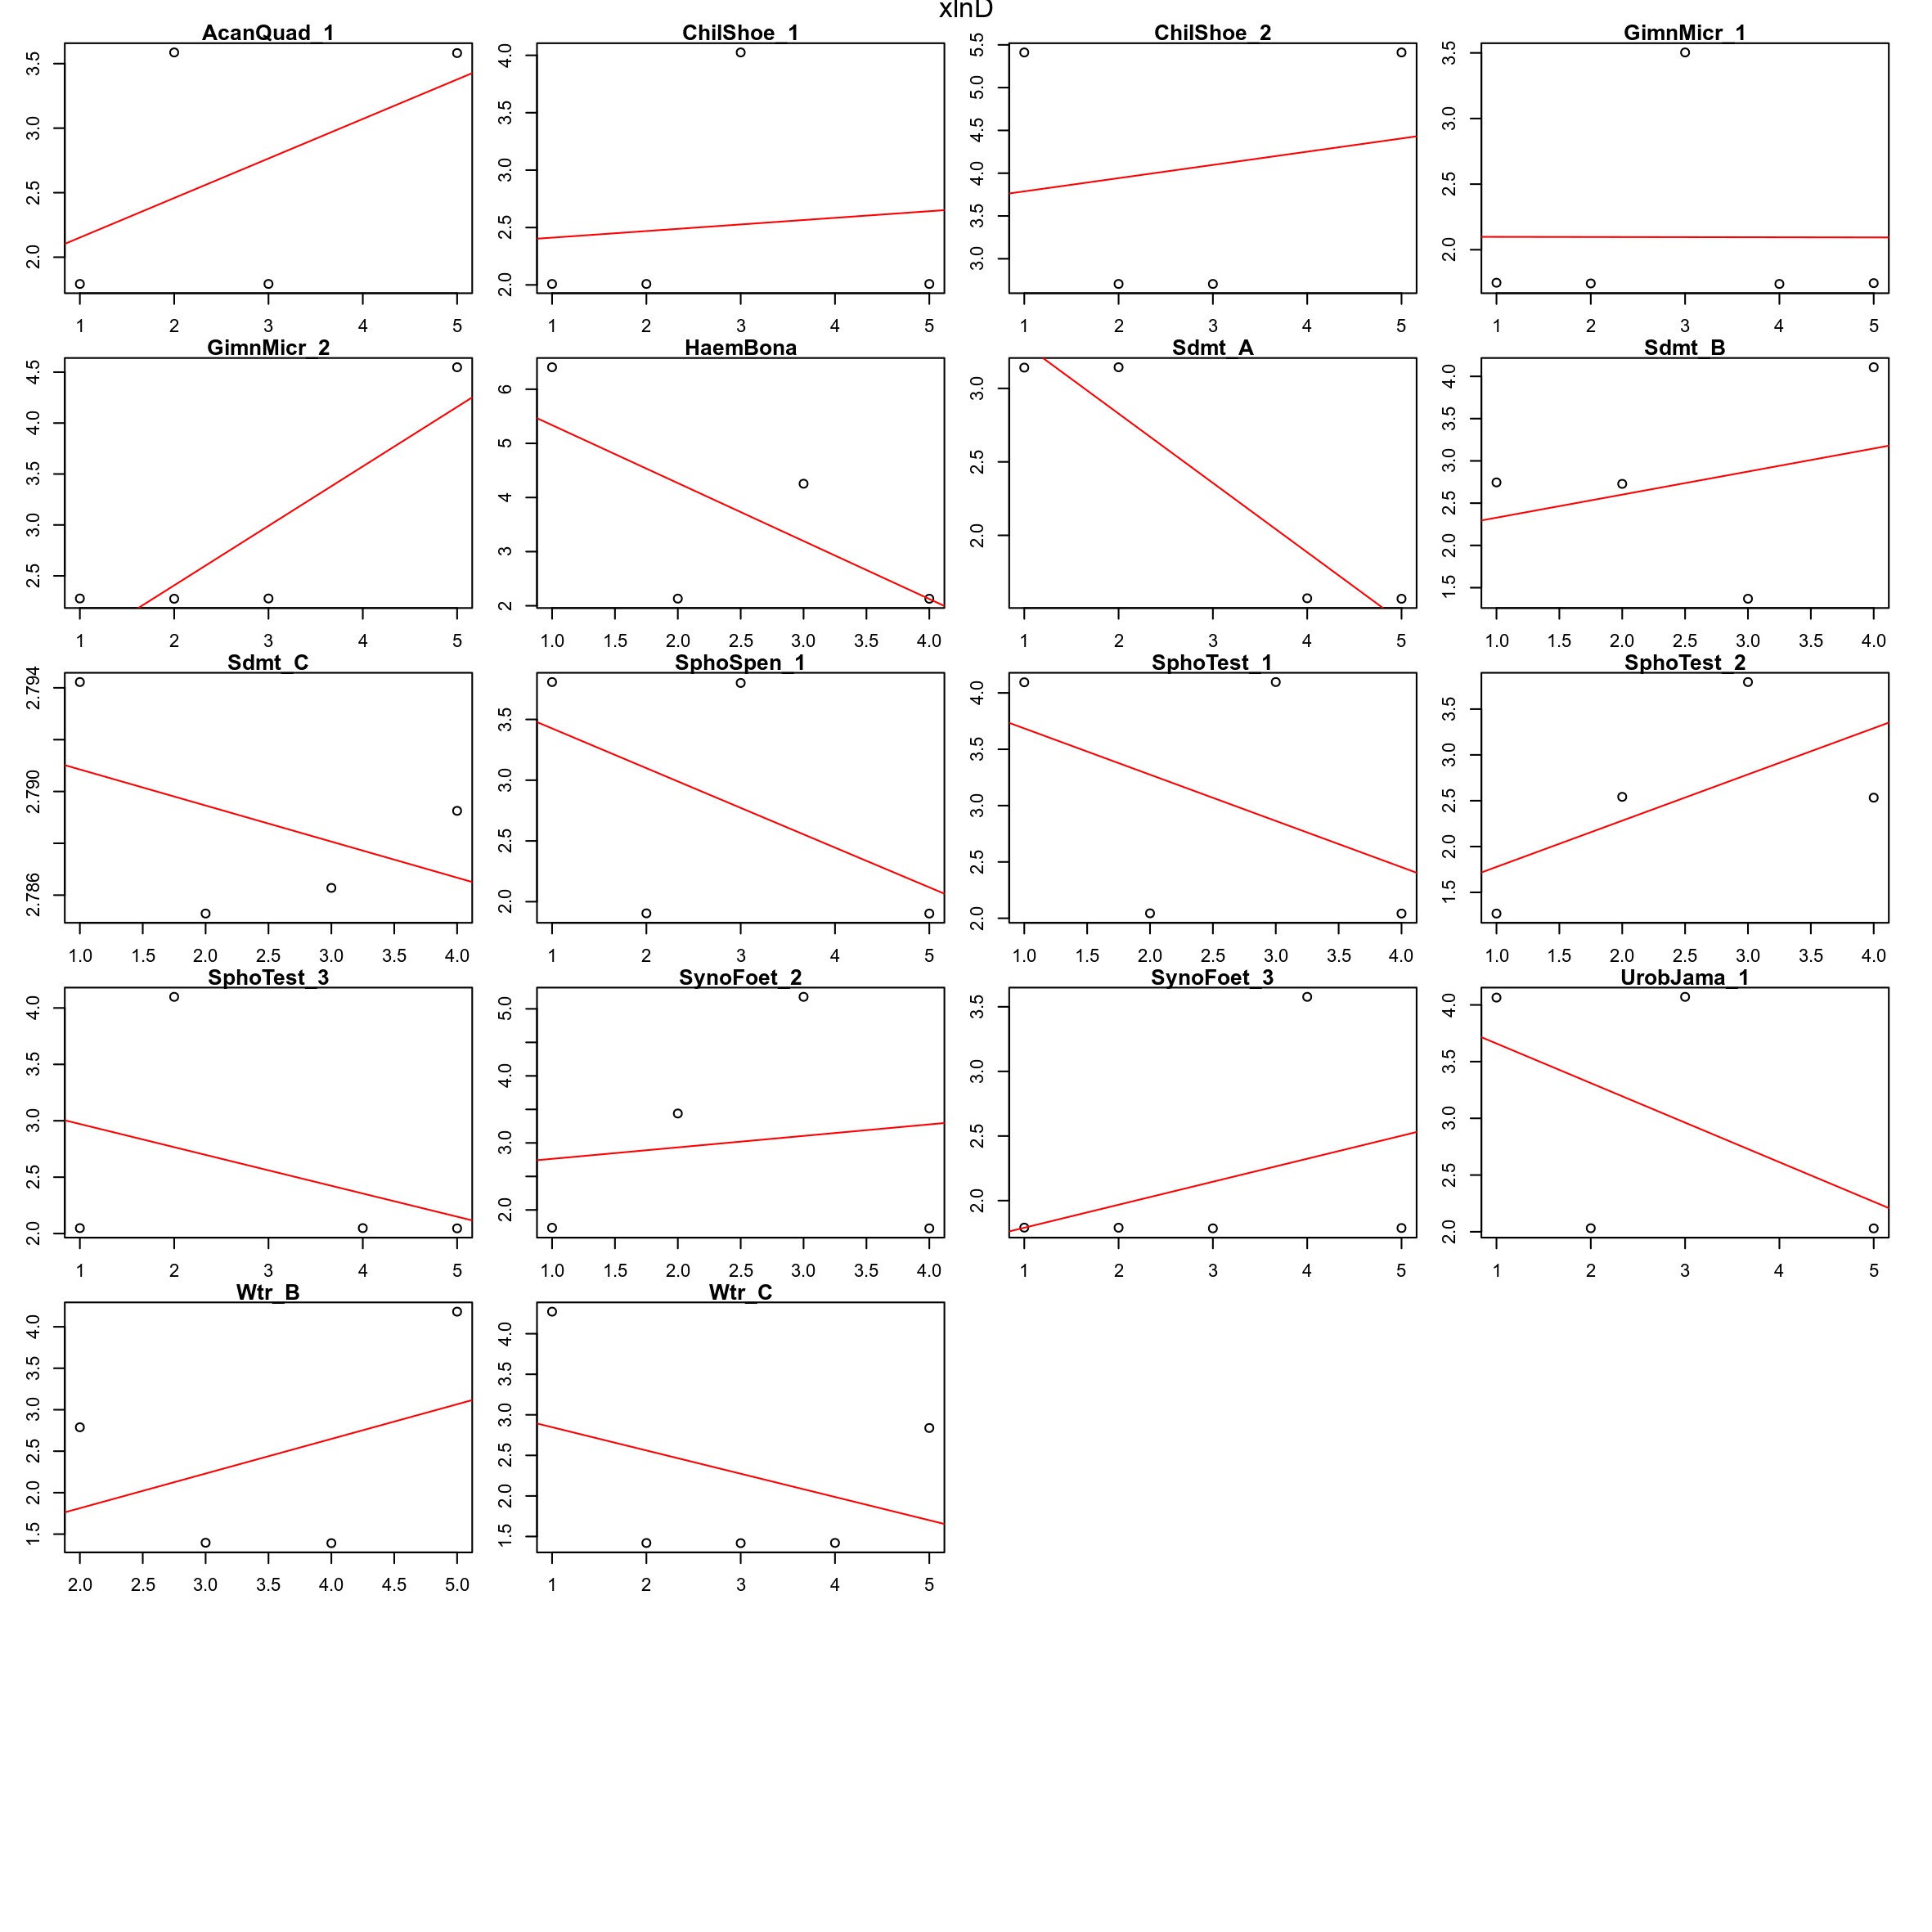 xInD
AcanQuad_1
3.5
3.0
2.5
2.0
1 2 3 4 5
ChilShoe_1
4.0
3.5
3.0
2.5
2.0
1 2 3 4 5
ChilShoe_2
5.5
5.0
4.5
4.0
3.5
3.0
1 2 3 4 5
GimnMicr_1
3.5
3.0
2.5
2.0
1 2 3 4 5
GimnMicr_2
4.5
4.0
3.5
3.0
2.5
1 2 3 4 5
HaemBona
6
5
4
3
2
1.0 1.5 2.0 2.5 3.0 3.5 4.0
Sdmt_A
3.0
2.5
2.0
1 2 3 4 5
Sdmt_B
4.0
3.5
3.0
2.5
2.0
1.5
1.0 1.5 2.0 2.5 3.0 3.5 4.0
Sdmt_C
2.794
2.790
2.786
1.0 1.5 2.0 2.5 3.0 3.5 4.0
SphoSpen_1
3.5
3.0
2.5
2.0
1 2 3 4 5
SphoTest_1
4.0
3.5
3.0
2.5
2.0
1.0 1.5 2.0 2.5 3.0 3.5 4.0
SphoTest_2
3.5
3.0
2.5
2.0
1.5
1.0 1.5 2.0 2.5 3.0 3.5 4.0
SphoTest_3
4.0
3.5
3.0
2.5
2.0
1 2 3 4 5
SynoFoet_2
5.0
4.0
3.0
2.0
1.0 1.5 2.0 2.5 3.0 3.5 4.0
SynoFoet_3
3.5
3.0
2.5
2.0
1 2 3 4 5
UrobJama_1
4.0
3.5
3.0
2.5
2.0
1 2 3 4 5
Wtr_B
4.0
3.5
3.0
2.5
2.0
1.5
2.0 2.5 3.0 3.5 4.0 4.5 5.0
Wtr_C
4.0
3.5
3.0
2.5
2.0
1.5
1 2 3 4 5